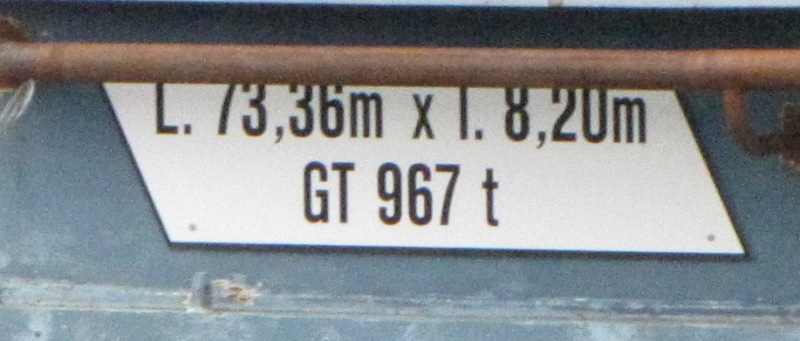 L. 73,36m x l. 8,20m
GT 967 t